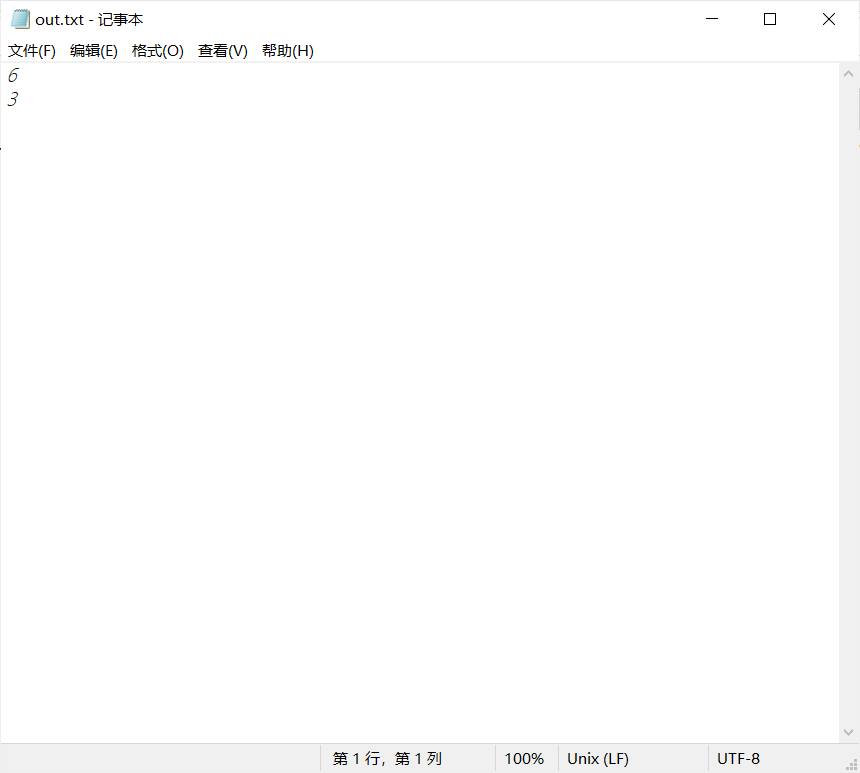 out.txt - 记事本
文件(F) 编辑(E) 格式(O) 查看(V) 帮助(H)
6
3
第 1 行，第 1 列 100% Unix (LF) UTF-8